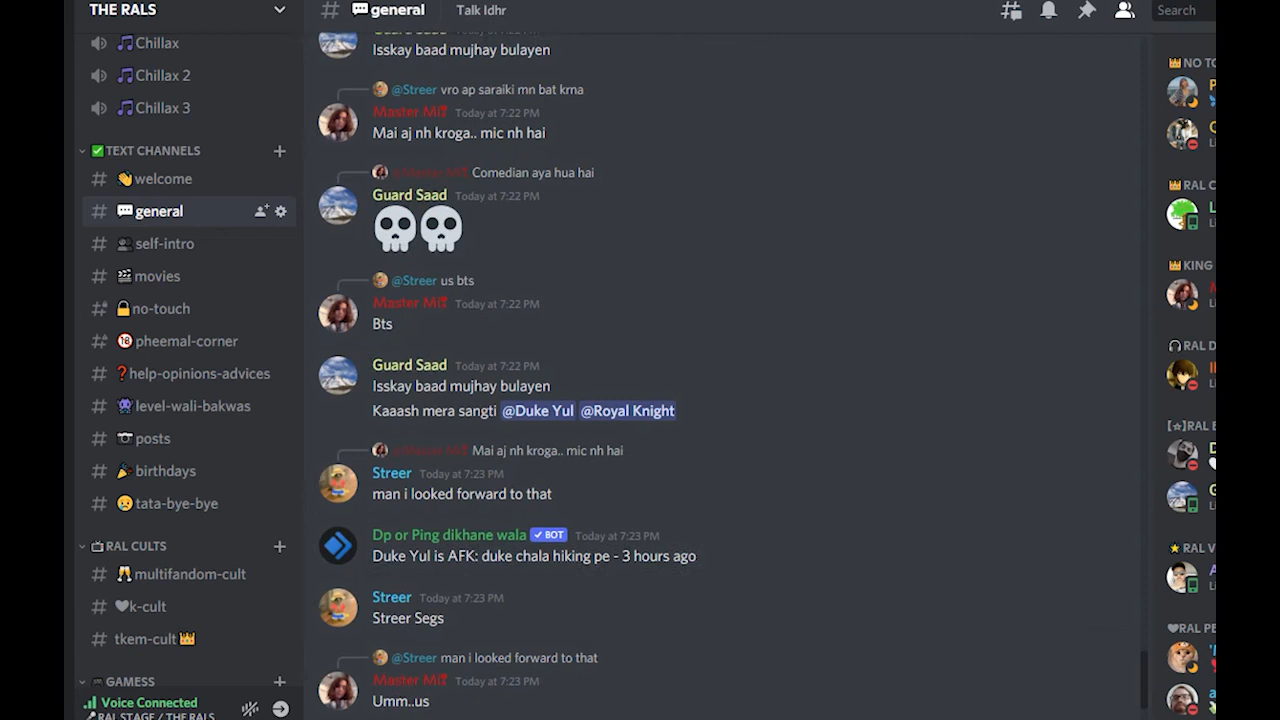 THE RALS
general
Talk Idhr
Search
Chillax
Chillax 2
Chillax 3
TEXT CHANNELS
welcome
general
self-intro
movies
no-touch
pheemal-corner
help-opinions-advices
level-wali-bakwas
posts
birthdays
tata-bye-bye
RAL CULTS
multifandom-cult
k-cult
tkem-cult
GAMESS
Voice Connected
RAL STAGE / THE RALS
Guard Saad Today at 7:22 PM
Isskay baad mujhay bulayen
@Streer vro ap saraiki mn bat krna
Master Today at 7:22 PM
Mai aj nh kroga.. mic nh hai
Master Comedian aya hua hai
Guard Saad Today at 7:22 PM
@Streer us bts
Master Today at 7:22 PM
Bts
Guard Saad Today at 7:22 PM
Isskay baad mujhay bulayen
Kaaash mera sangti @Duke Yul @Royal Knight
Master Mai aj nh kroga.. mic nh hai
Streer Today at 7:23 PM
man i looked forward to that
Dp or Ping dikhane wala BOT Today at 7:23 PM
Duke Yul is AFK: duke chala hiking pe - 3 hours ago
Streer Today at 7:23 PM
Streer Segs
@Streer man i looked forward to that
Master Today at 7:23 PM
Umm..us
NO TO
RAL C
KING
RAL D
RAL E
RAL V
RAL PE